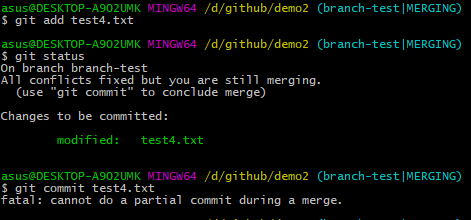 asus@DESKTOP-A9O2UMK MINGW64 /d/github/demo2 (branch-test|MERGING)
$ git add test4.txt
asus@DESKTOP-A9O2UMK MINGW64 /d/github/demo2 (branch-test|MERGING)
$ git status
On branch branch-test
All conflicts fixed but you are still merging.
  (use "git commit" to conclude merge)
Changes to be committed:
        modified:   test4.txt
asus@DESKTOP-A9O2UMK MINGW64 /d/github/demo2 (branch-test|MERGING)
$ git commit test4.txt
fatal: cannot do a partial commit during a merge.